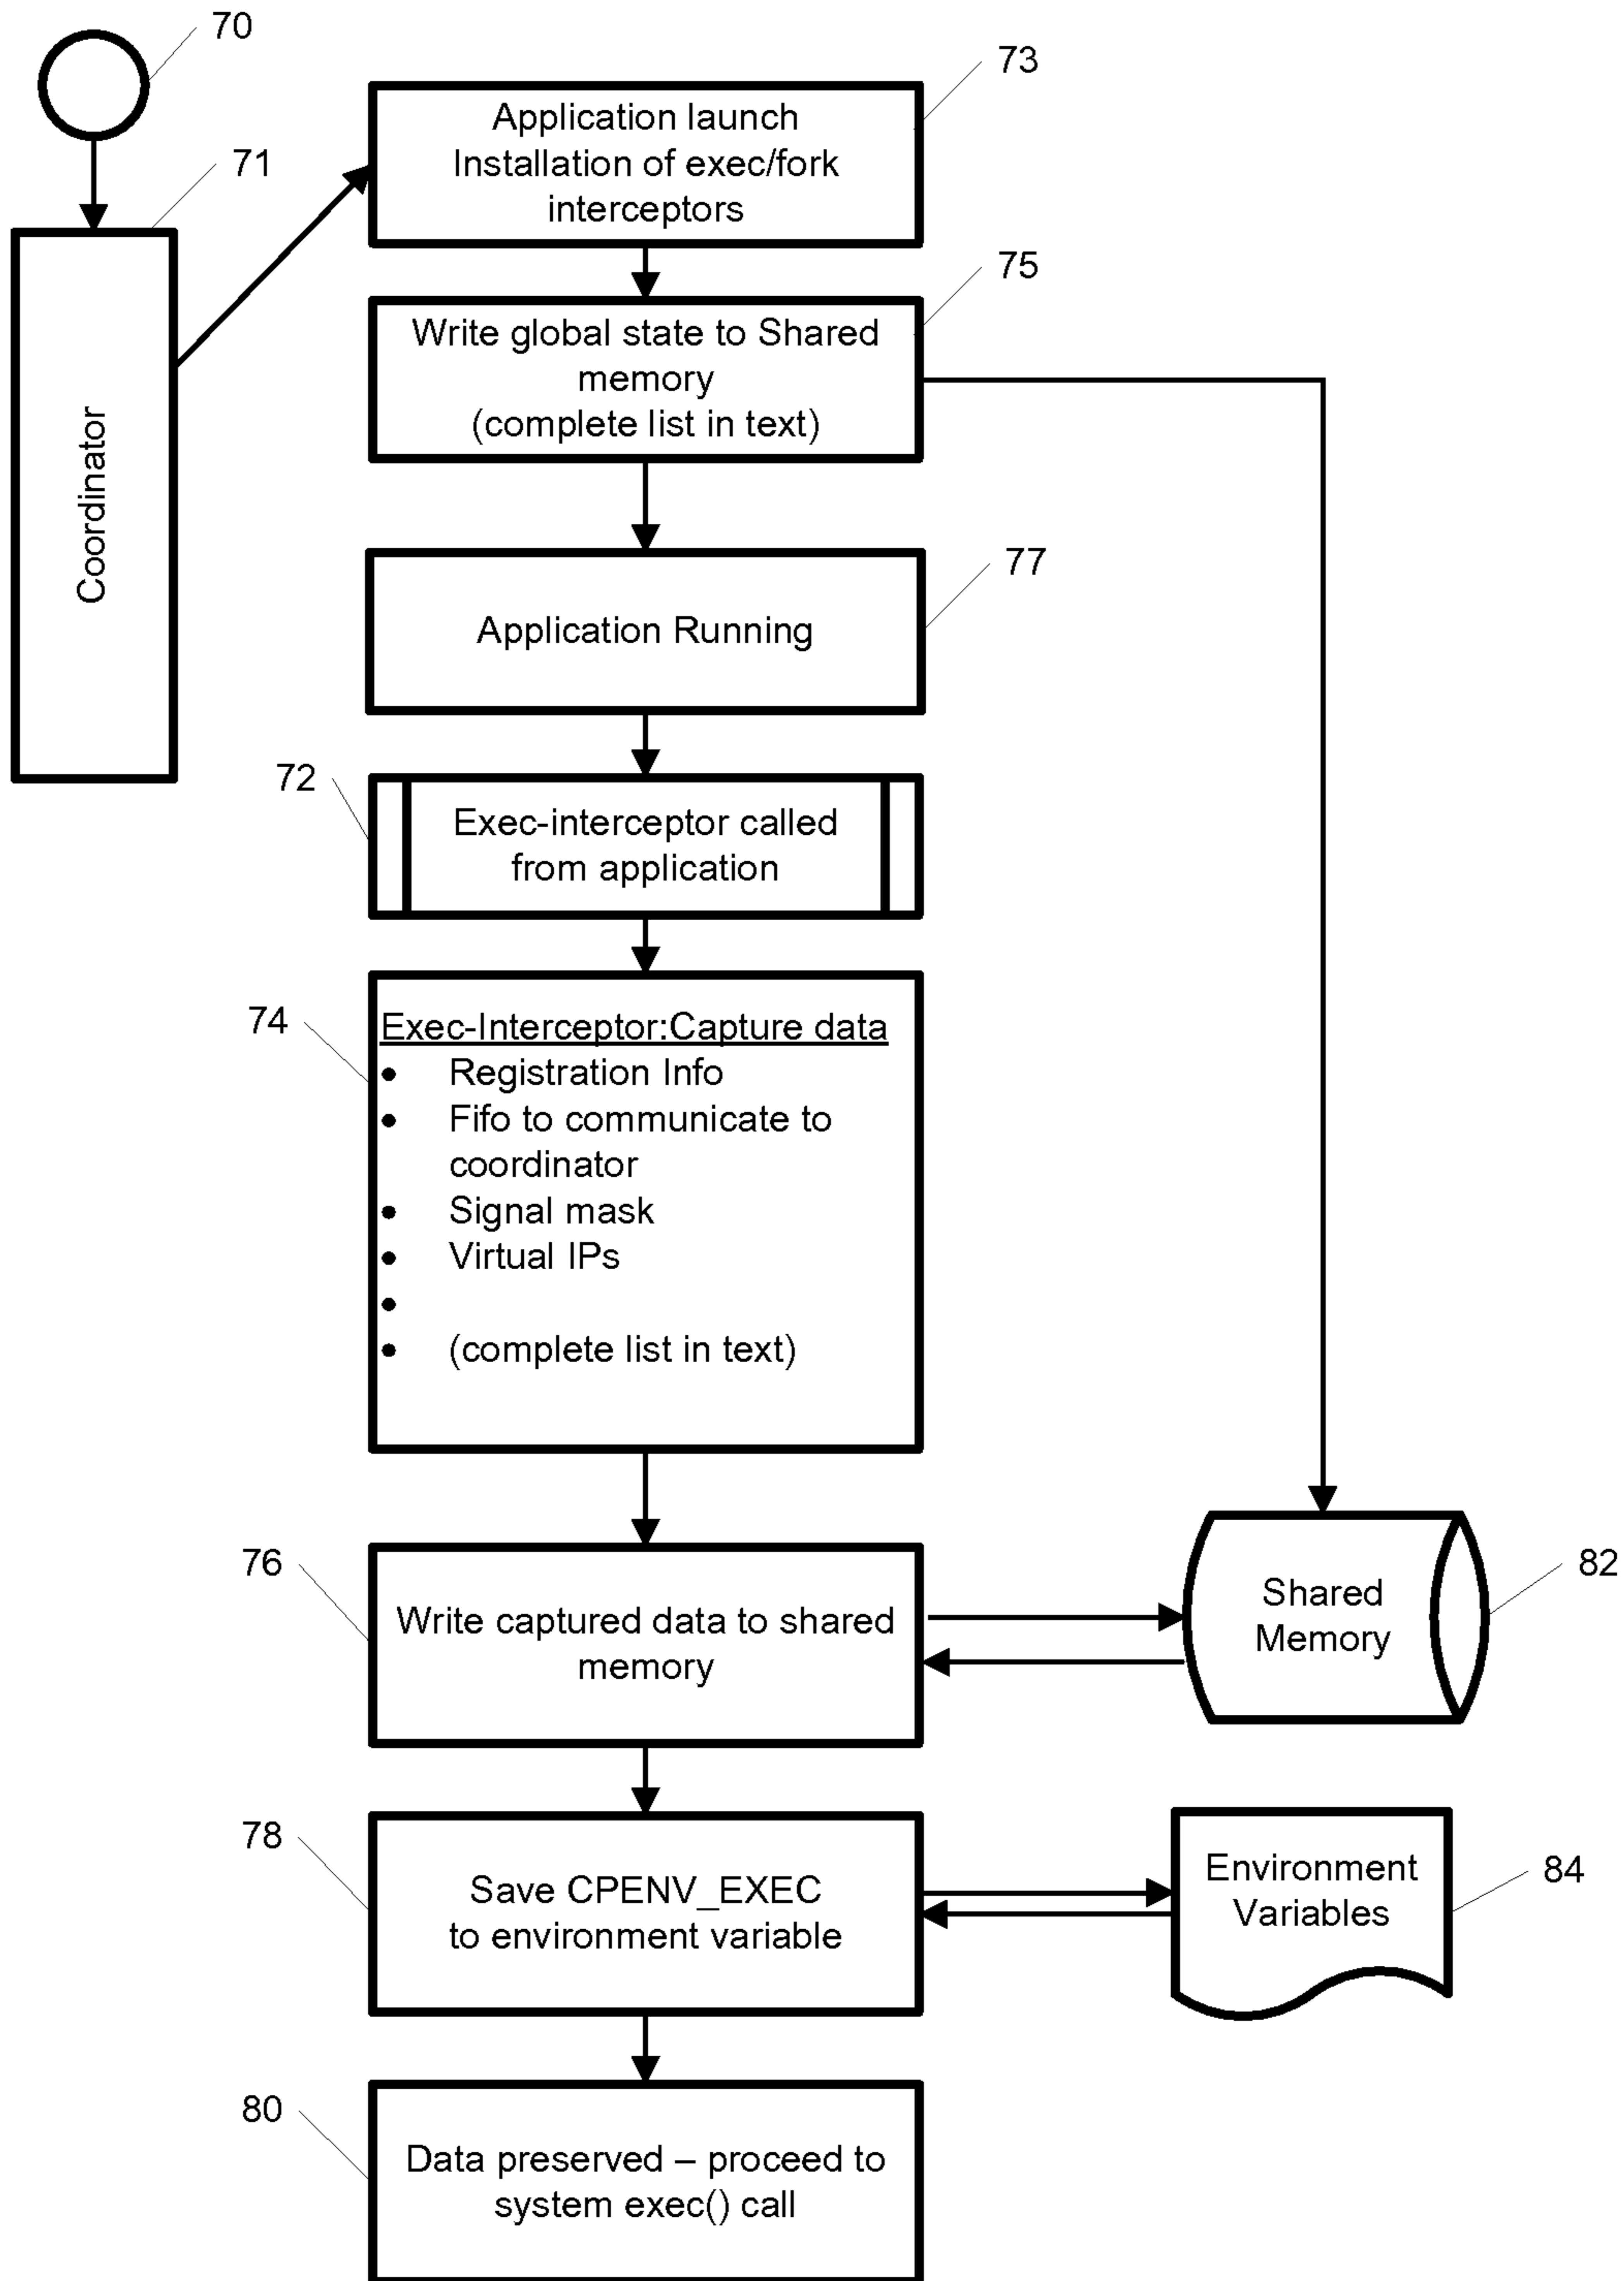 70
73
Application launch
Installation of exec/fork
interceptors
71
Coordinator
75
Write global state to Shared
memory
(complete list in text)
77
Application Running
72
Exec-interceptor called
from application
74
Exec-Interceptor:Capture data
• Registration Info
• Fifo to communicate to
coordinator
• Signal mask
• Virtual IPs
•
• (complete list in text)
76
Write captured data to shared
memory
82
Shared
Memory
78
Save CPENV_EXEC
to environment variable
84
Environment
Variables
80
Data preserved – proceed to
system exec() call